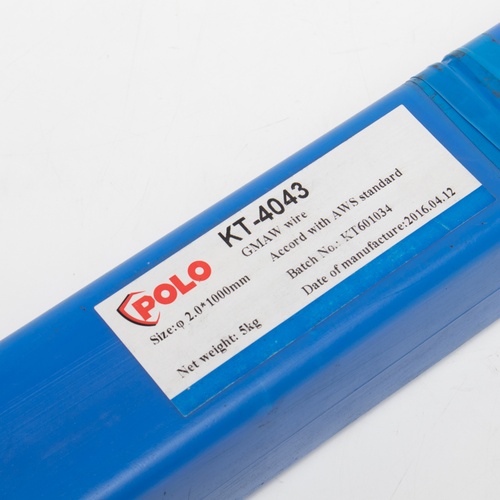 POLO
KT-4043
GMAW wire
Accord with AWS standard
Size:φ 2.0*1000mm
Batch No.: KT601034
Net weight: 5kg
Date of manufacture:2016.04.12